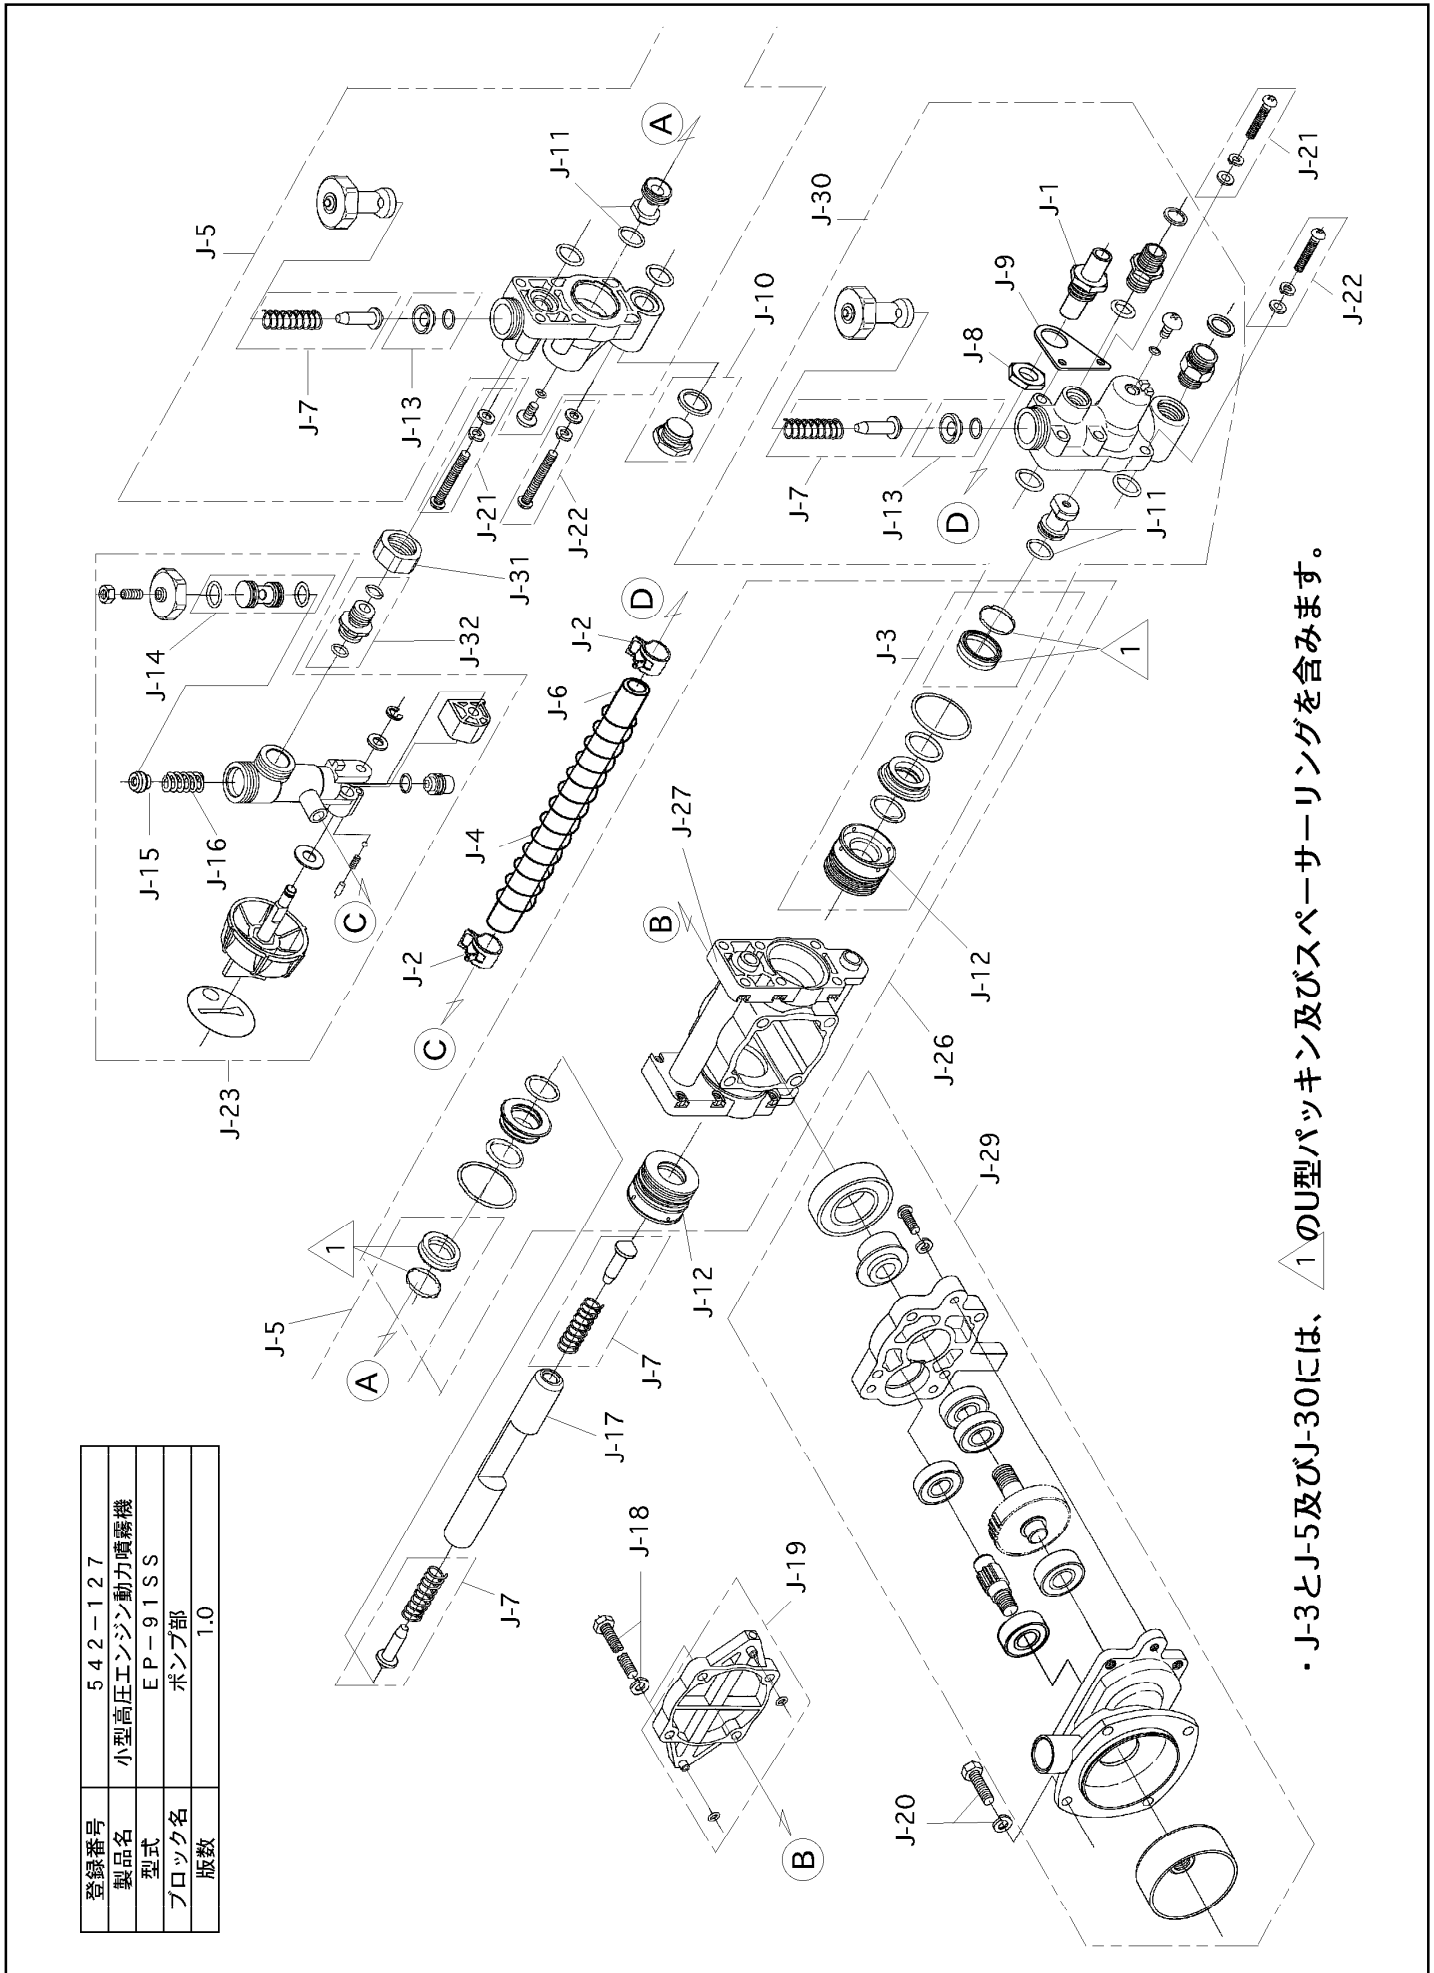 登録番号 542-127
製品名 小型高圧エンジン動力噴霧機
型式 EP-91SS
ブロック名 ポンプ部
版数 1.0
J-5
J-7
J-13
J-11
A
J-10
J-21
J-22
J-31
J-32
J-14
J-15
J-16
C
J-23
J-30
J-1
J-9
J-8
J-7
J-13
D
J-11
J-21
J-22
D
J-2
J-6
J-4
J-2
C
J-3
1
J-27
B
J-12
J-26
J-5
1
A
J-12
J-7
J-17
J-7
J-18
J-19
B
J-29
J-20
・J-3とJ-5及びJ-30には、1のU型パッキン及びスペーサーリングを含みます。